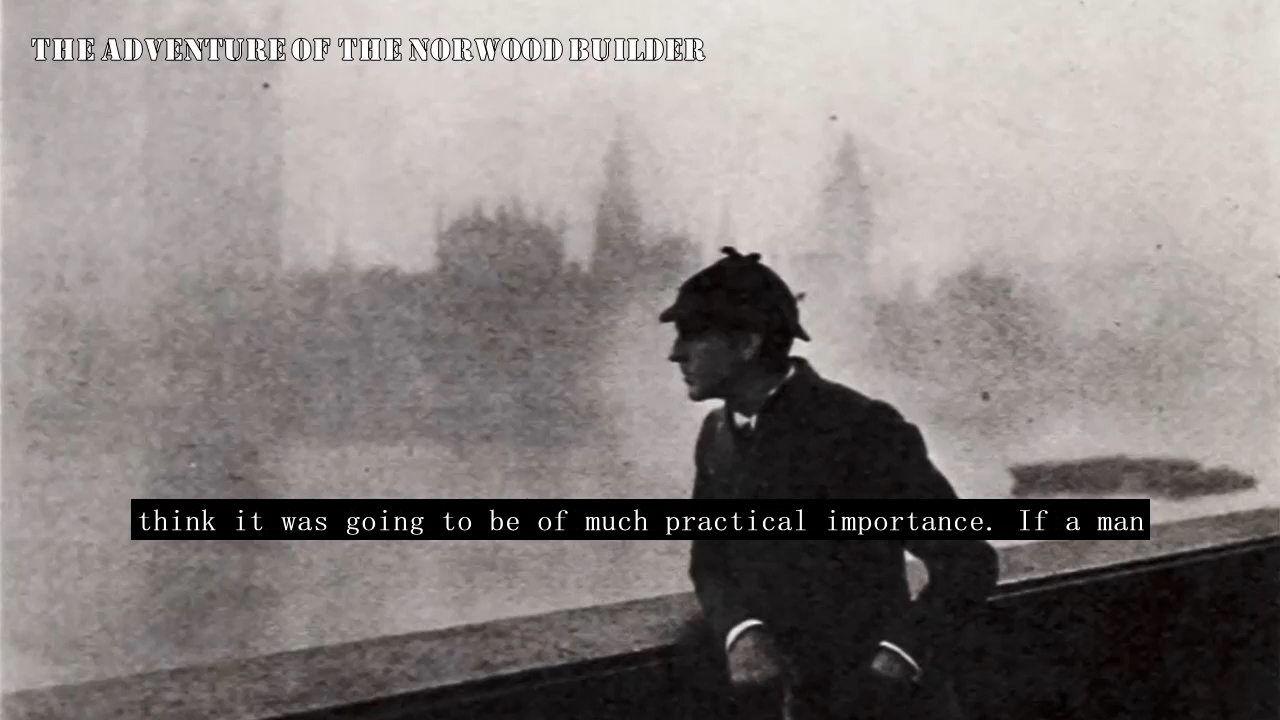 THE ADVENTURE OF THE NORWOOD BUILDER
think it was going to be of much practical importance. If a man